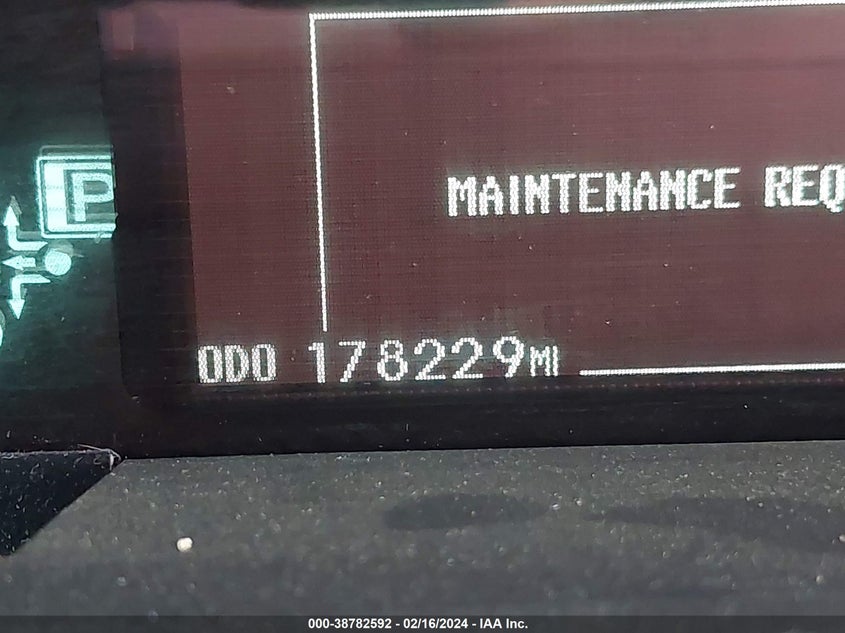 MAINTENANCE REQ
P
ODO 178229MI
000-38782592 - 02/16/2024 - IAA Inc.